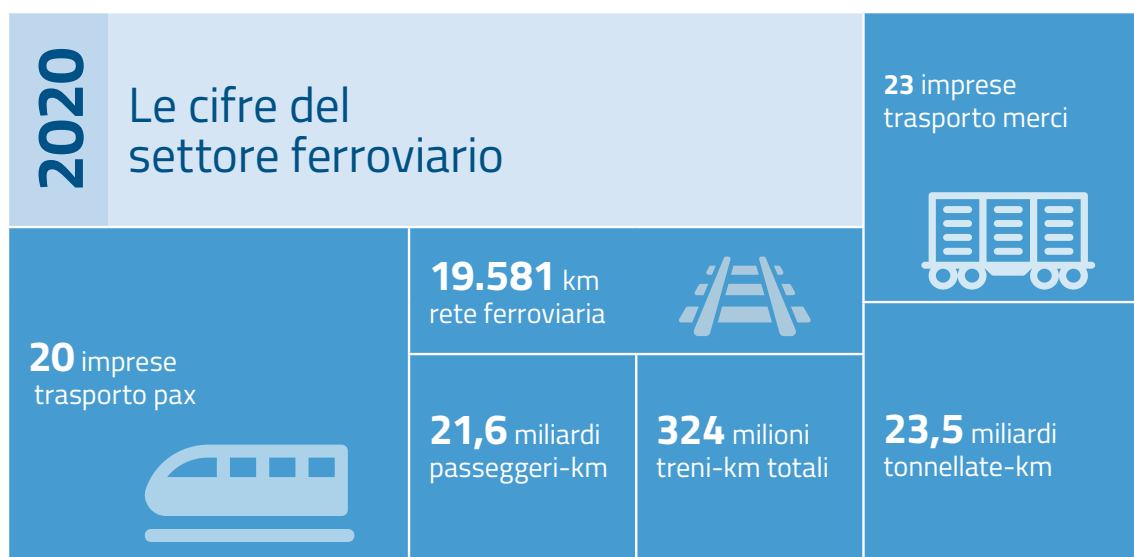 2020
Le cifre del
settore ferroviario
23 imprese
trasporto merci
20 imprese
trasporto pax
19.581 km
rete ferroviaria
21,6 miliardi
passeggeri-km
324 milioni
treni-km totali
23,5 miliardi
tonnellate-km